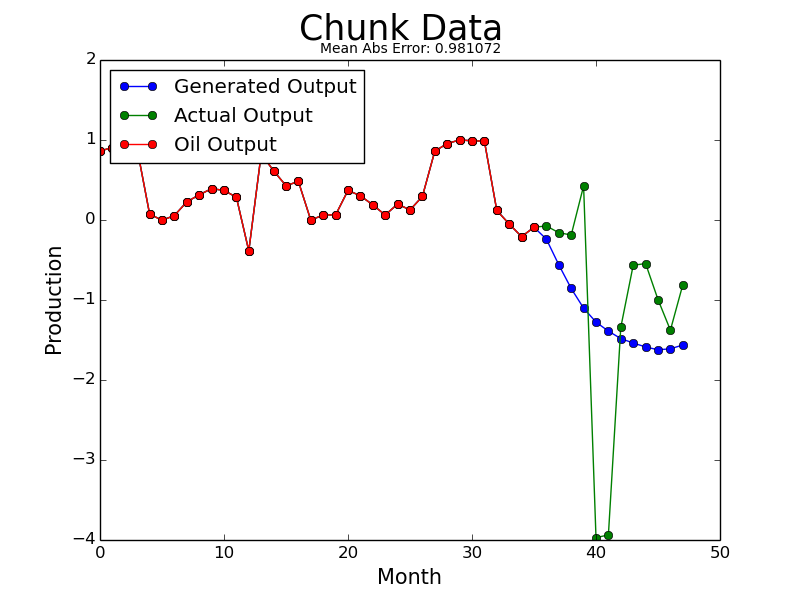 Chunk Data
Mean Abs Error: 0.981072
2
1
0
−1
−2
−3
−4
Production
Generated Output
Actual Output
Oil Output
0 10 20 30 40 50
Month